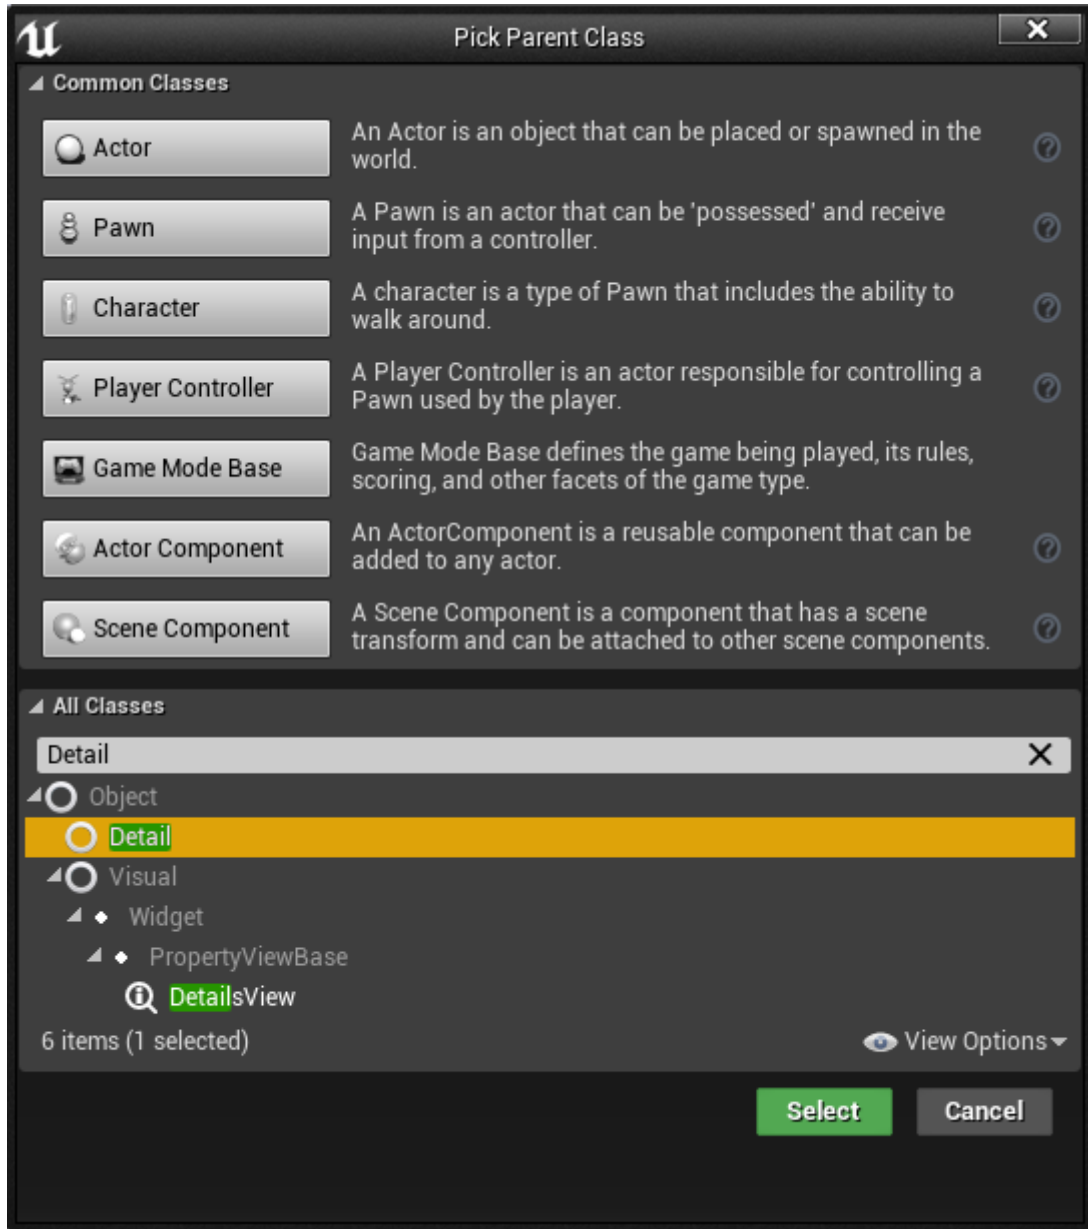 Pick Parent Class
Common Classes
Actor
An Actor is an object that can be placed or spawned in the
world.
Pawn
A Pawn is an actor that can be 'possessed' and receive
input from a controller.
Character
A character is a type of Pawn that includes the ability to
walk around.
Player Controller
A Player Controller is an actor responsible for controlling a
Pawn used by the player.
Game Mode Base
Game Mode Base defines the game being played, its rules,
scoring, and other facets of the game type.
Actor Component
An ActorComponent is a reusable component that can be
added to any actor.
Scene Component
A Scene Component is a component that has a scene
transform and can be attached to other scene components.
All Classes
Detail
Object
Detail
Visual
Widget
PropertyViewBase
DetailsView
6 items (1 selected)
View Options
Select
Cancel